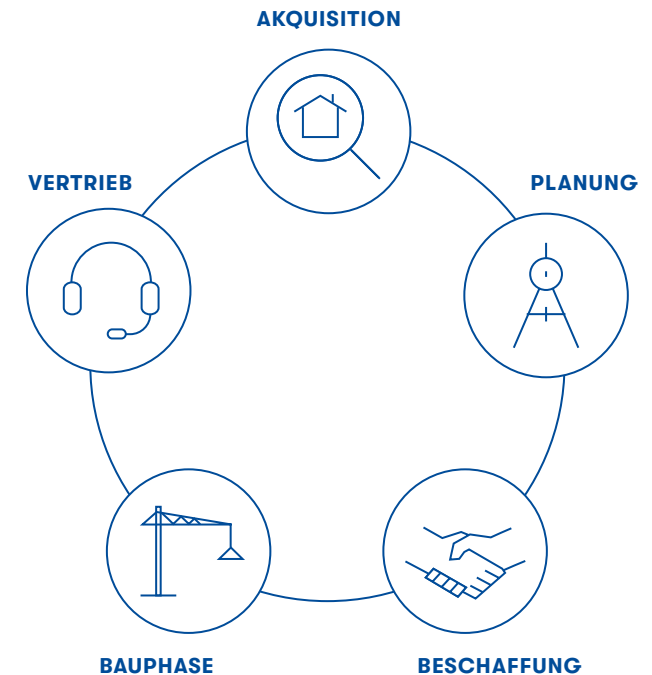 AKQUISITION
VERTRIEB
PLANUNG
BAUPHASE
BESCHAFFUNG